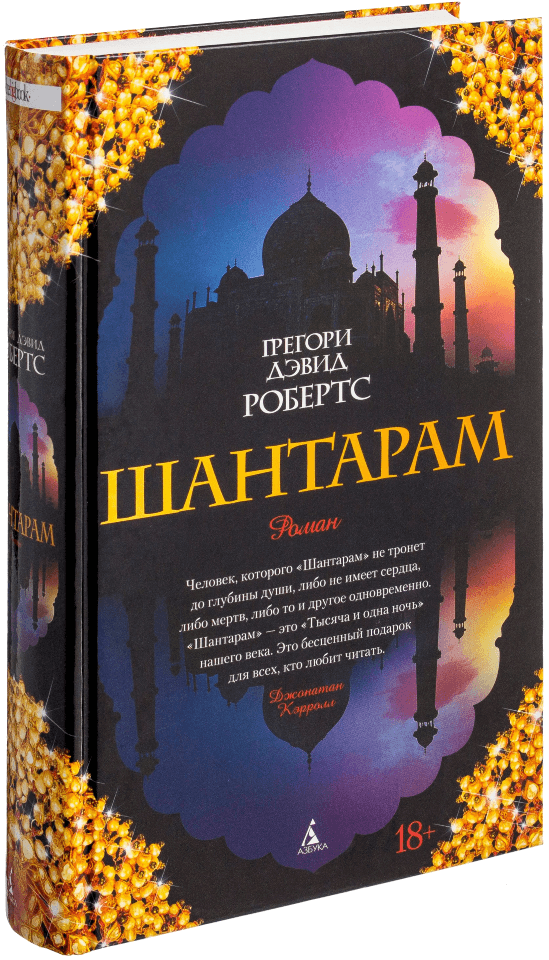 ГРЕГОРИ
ДЭВИД
РОБЕРТС
ШАНТАРАМ
Роман
Человек, которого «Шантарам» не тронет
до глубины души, либо не имеет сердца,
либо мертв, либо то и другое одновременно.
«Шантарам» — это «Тысяча и одна ночь»
нашего века. Это бесценный подарок
для всех, кто любит читать.
Джонатан
Кэрролл
АЗБУКА
18+
ДЭВИД